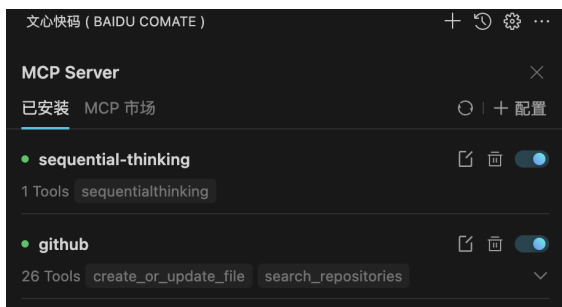 文心快码 ( BAIDU COMATE )
MCP Server
已安装 MCP 市场 配置
sequential-thinking
1 Tools sequentialthinking
github
26 Tools create_or_update_file search_repositories